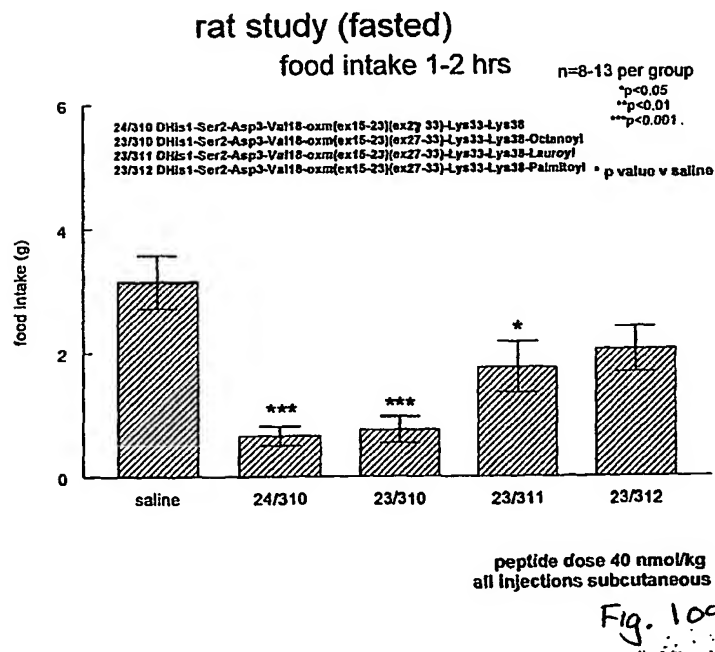 rat study (fasted)
food intake 1-2 hrs
n=8-13 per group
*p<0.05
**p<0.01
***p<0.001.
6
24/310 DHis1-Ser2-Asp3-Val18-oxm(ex15-23)(ex27 33)-Lys33-Lys38
23/310 DHis1-Ser2-Asp3-Val18-oxm(ex15-23)(ex27-33)-Lys33-Lys38-Octanoyl
23/311 DHis1-Ser2-Asp3-Val18-oxm(ex15-23)(ex27-33)-Lys33-Lys38-Lauroyl
23/312 DHis1-Ser2-Asp3-Val18-oxm(ex15-23)(ex27-33)-Lys33-Lys38-Palmitoyl
* p value v saline
4
food intake (g)
*
2
***
***
0
saline 24/310 23/310 23/311 23/312
peptide dose 40 nmol/kg
all injections subcutaneous
Fig.